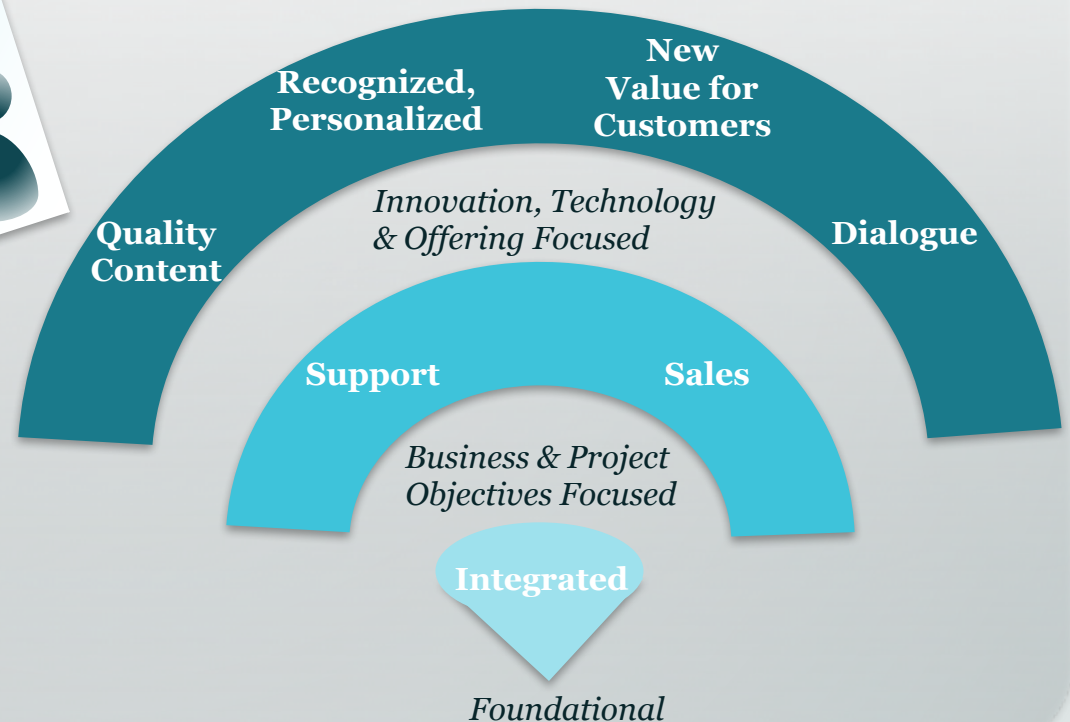 New
Value for
Customers
Recognized,
Personalized
Innovation, Technology
& Offering Focused
Quality
Content
Dialogue
Support
Sales
Business & Project
Objectives Focused
Integrated
Foundational